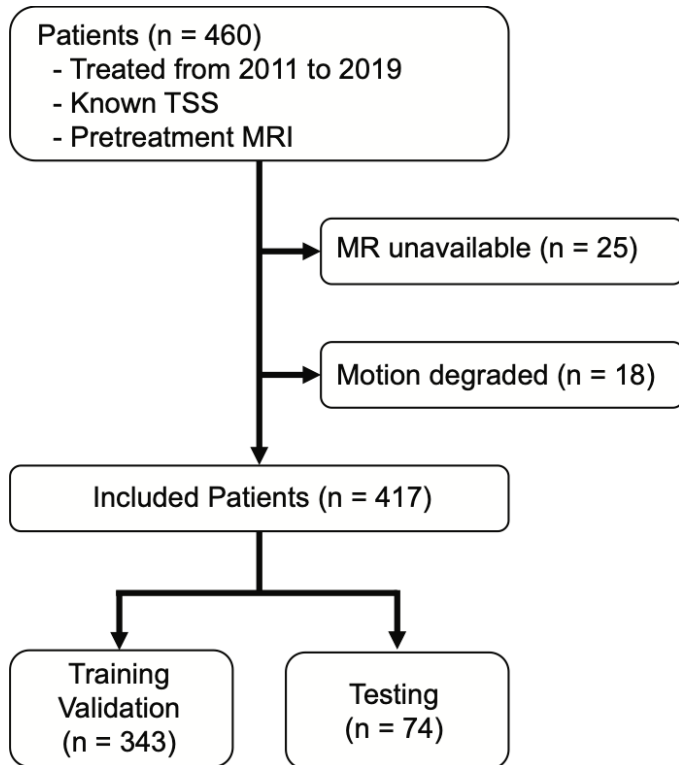 Patients (n = 460)
- Treated from 2011 to 2019
- Known TSS
- Pretreatment MRI
MR unavailable (n = 25)
Motion degraded (n = 18)
Included Patients (n = 417)
Training
Validation
(n = 343)
Testing
(n = 74)